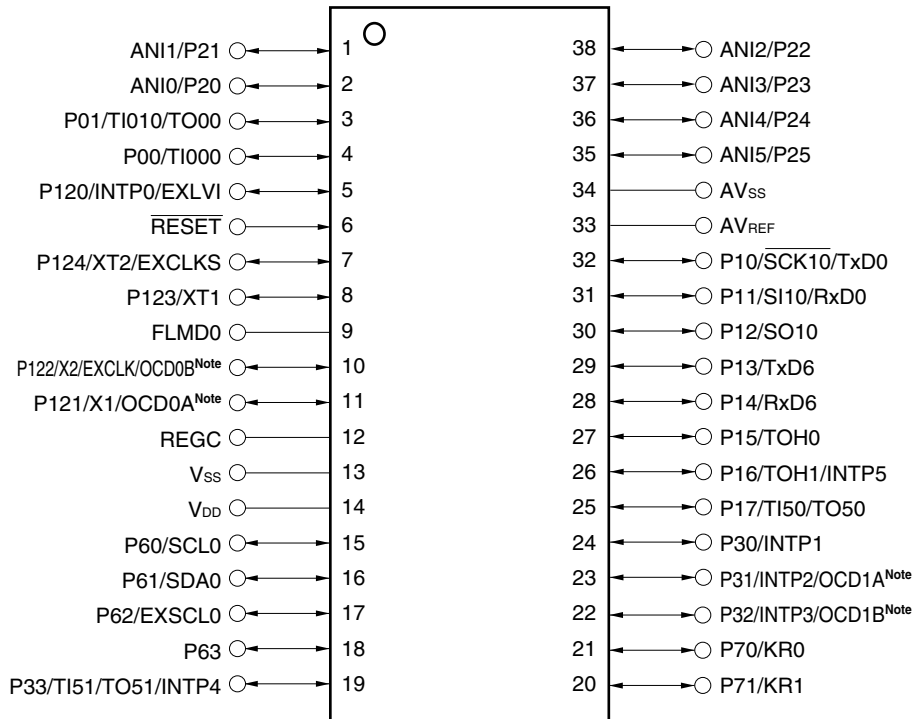 ANI1/P21 1 38 ANI2/P22
ANI0/P20 2 37 ANI3/P23
P01/TI010/TO00 3 36 ANI4/P24
P00/TI000 4 35 ANI5/P25
P120/INTP0/EXLVI 5 34 AVSS
RESET 6 33 AVREF
P124/XT2/EXCLKS 7 32 P10/SCK10/TxD0
P123/XT1 8 31 P11/SI10/RxD0
FLMD0 9 30 P12/SO10
P122/X2/EXCLK/OCD0BNote 10 29 P13/TxD6
P121/X1/OCD0ANote 11 28 P14/RxD6
REGC 12 27 P15/TOH0
VSS 13 26 P16/TOH1/INTP5
VDD 14 25 P17/TI50/TO50
P60/SCL0 15 24 P30/INTP1
P61/SDA0 16 23 P31/INTP2/OCD1ANote
P62/EXSCL0 17 22 P32/INTP3/OCD1BNote
P63 18 21 P70/KR0
P33/TI51/TO51/INTP4 19 20 P71/KR1